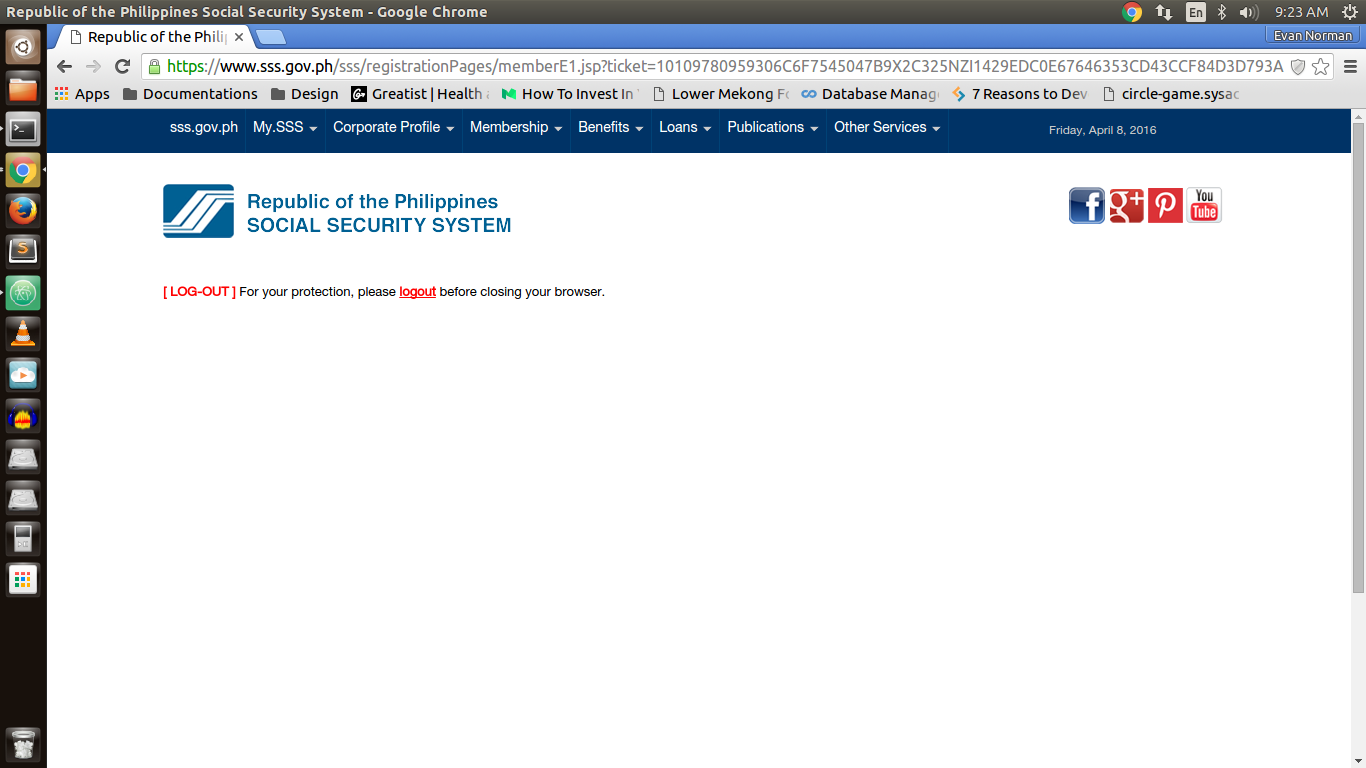 Republic of the Philippines Social Security System - Google Chrome
En
9:23 AM
Republic of the Phili
Evan Norman
https://www.sss.gov.ph/sss/registrationPages/memberE1.jsp?ticket=10109780959306C6F7545047B9X2C325NZI1429EDC0E67646353CD43CCF84D3D793A
Apps
Documentations
Design
Greatist | Health
How To Invest In
Lower Mekong F
Database Manag
7 Reasons to Dev
circle-game.sysac
sss.gov.ph
My.SSS
Corporate Profile
Membership
Benefits
Loans
Publications
Other Services
Friday, April 8, 2016
Republic of the Philippines
SOCIAL SECURITY SYSTEM
f
g+
You
Tube
[ LOG-OUT ] For your protection, please logout before closing your browser.